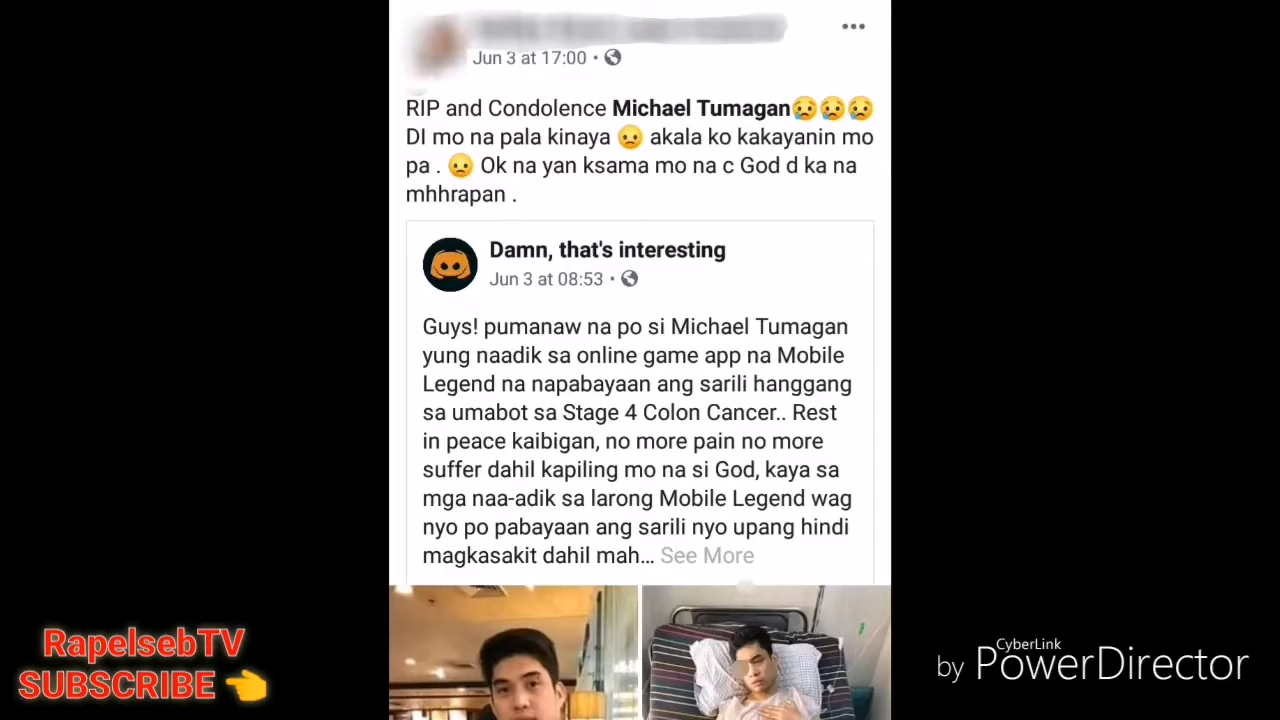 Jun 3 at 17:00 •
RIP and Condolence Michael Tumagan😥😥😥
DI mo na pala kinaya 😞 akala ko kakayanin mo
pa . 😞 Ok na yan ksama mo na c God d ka na
mhhrapan .
Damn, that's interesting
Jun 3 at 08:53 •
Guys! pumanaw na po si Michael Tumagan
yung naadik sa online game app na Mobile
Legend na napabayaan ang sarili hanggang
sa umabot sa Stage 4 Colon Cancer.. Rest
in peace kaibigan, no more pain no more
suffer dahil kapiling mo na si God, kaya sa
mga naa-adik sa larong Mobile Legend wag
nyo po pabayaan ang sarili nyo upang hindi
magkasakit dahil mah... See More
RapelsebTV
SUBSCRIBE 👈
by CyberLink PowerDirector